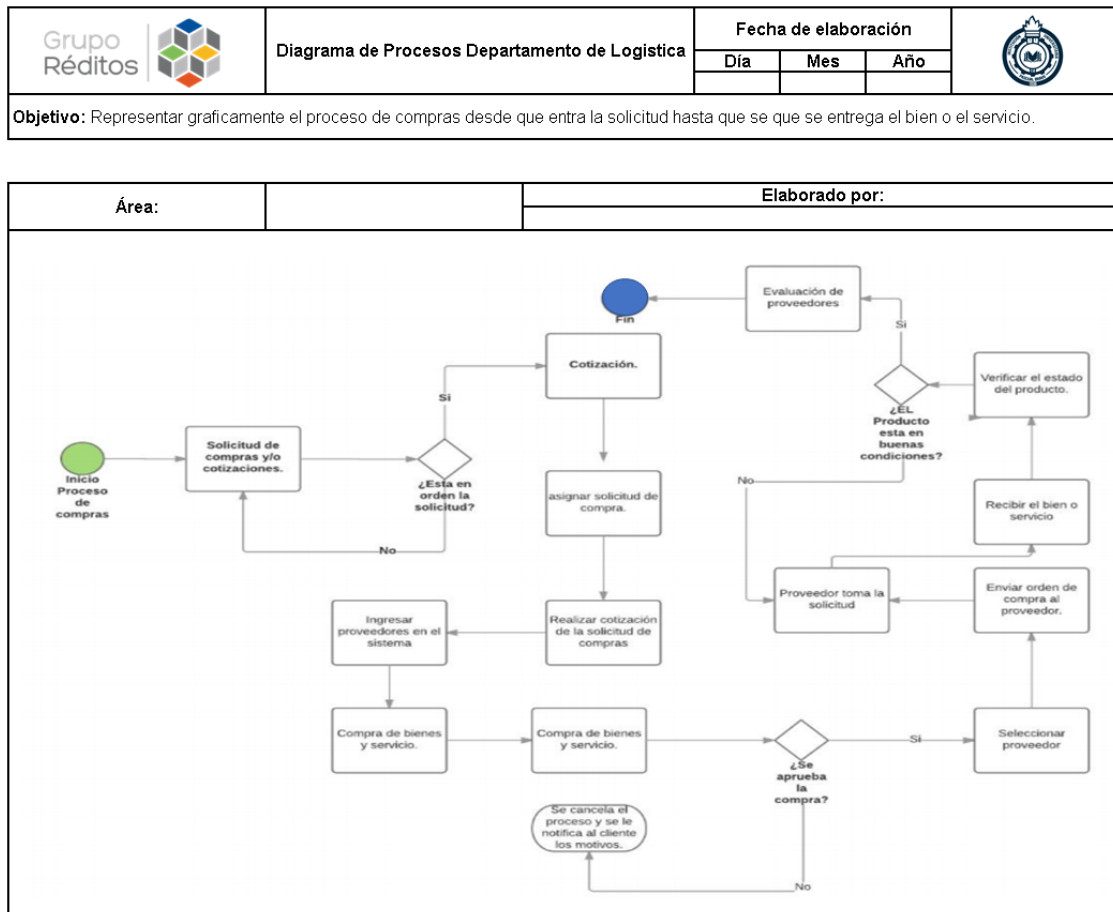 Grupo
Réditos
Diagrama de Procesos Departamento de Logistica
Fecha de elaboración
Día Mes Año
Objetivo: Representar graficamente el proceso de compras desde que entra la solicitud hasta que se que se entrega el bien o el servicio.
Área:
Elaborado por:
Inicio
Proceso
de
compras
Solicitud de
compras y/o
cotizaciones.
¿Esta en
orden la
solicitud?
No
Si
Cotización.
asignar solicitud de
compra.
Realizar cotización
de la solicitud de
compras
Ingresar
proveedores en el
sistema
Compra de bienes
y servicio.
Compra de bienes
y servicio.
¿Se
aprueba
la
compra?
No
Se cancela el
proceso y se le
notifica al cliente
los motivos.
Si
Seleccionar
proveedor
Enviar orden de
compra al
proveedor.
Proveedor toma la
solicitud
Recibir el bien o
servicio
Verificar el estado
del producto.
¿EL
Producto
esta en
buenas
condiciones?
No
Si
Evaluación de
proveedores
Fin